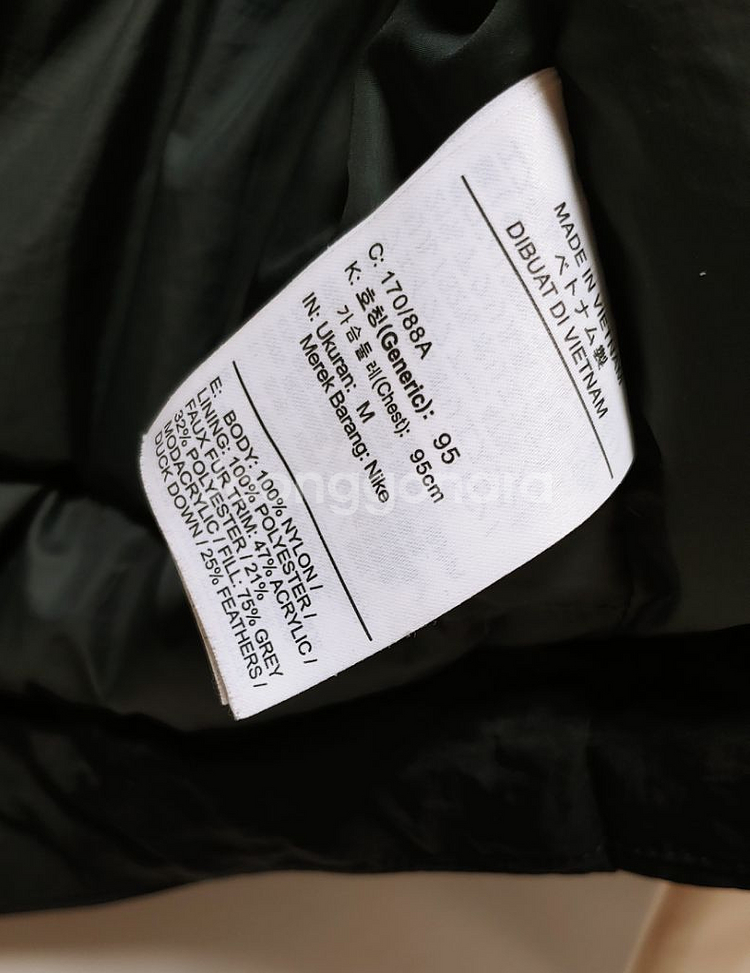 MADE IN VIETNAM
ベトナム製
DIBUAT DI VIETNAM
C: 170/88A
K: 호칭(Generic): 95
가슴둘레(Chest): 95cm
IN: Ukuran: M
Merek Barang: Nike
E: BODY: 100% NYLON /
LINING: 100% POLYESTER /
FAUX FUR TRIM: 47% ACRYLIC /
32% POLYESTER / 21%
MODACRYLIC / FILL: 75% GREY
DUCK DOWN / 25% FEATHERS /